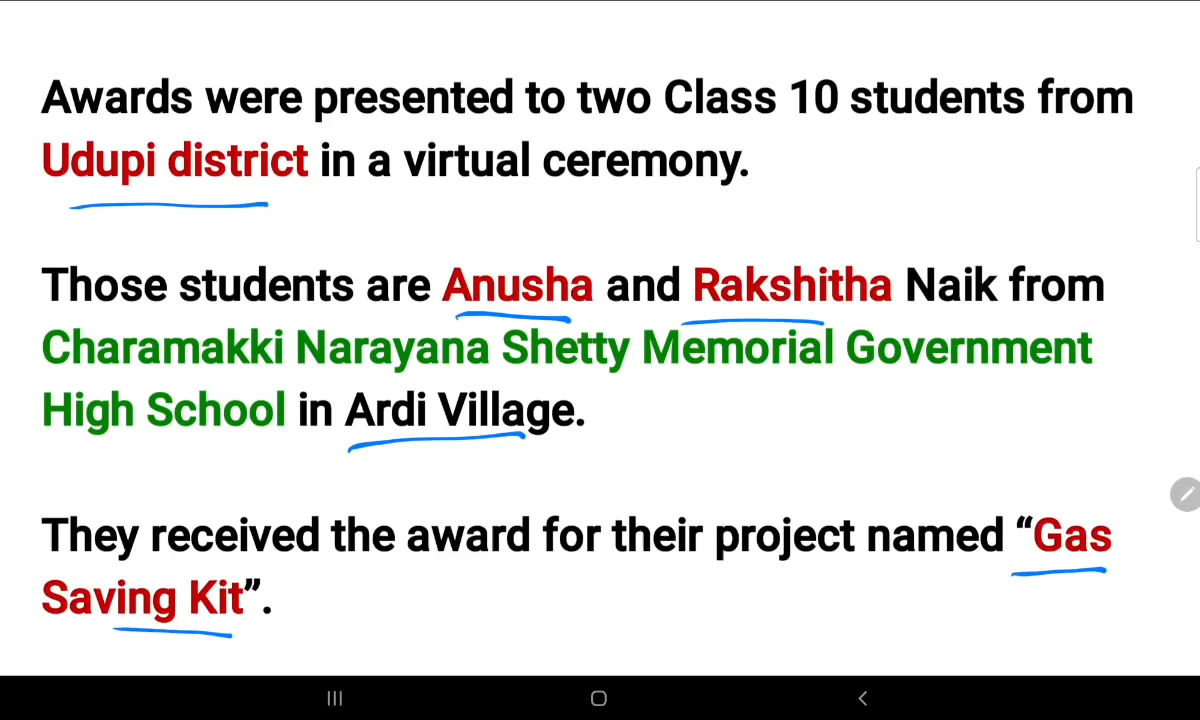 Awards were presented to two Class 10 students from
Udupi district in a virtual ceremony.
Those students are Anusha and Rakshitha Naik from
Charamakki Narayana Shetty Memorial Government
High School in Ardi Village.
They received the award for their project named “Gas
Saving Kit”.